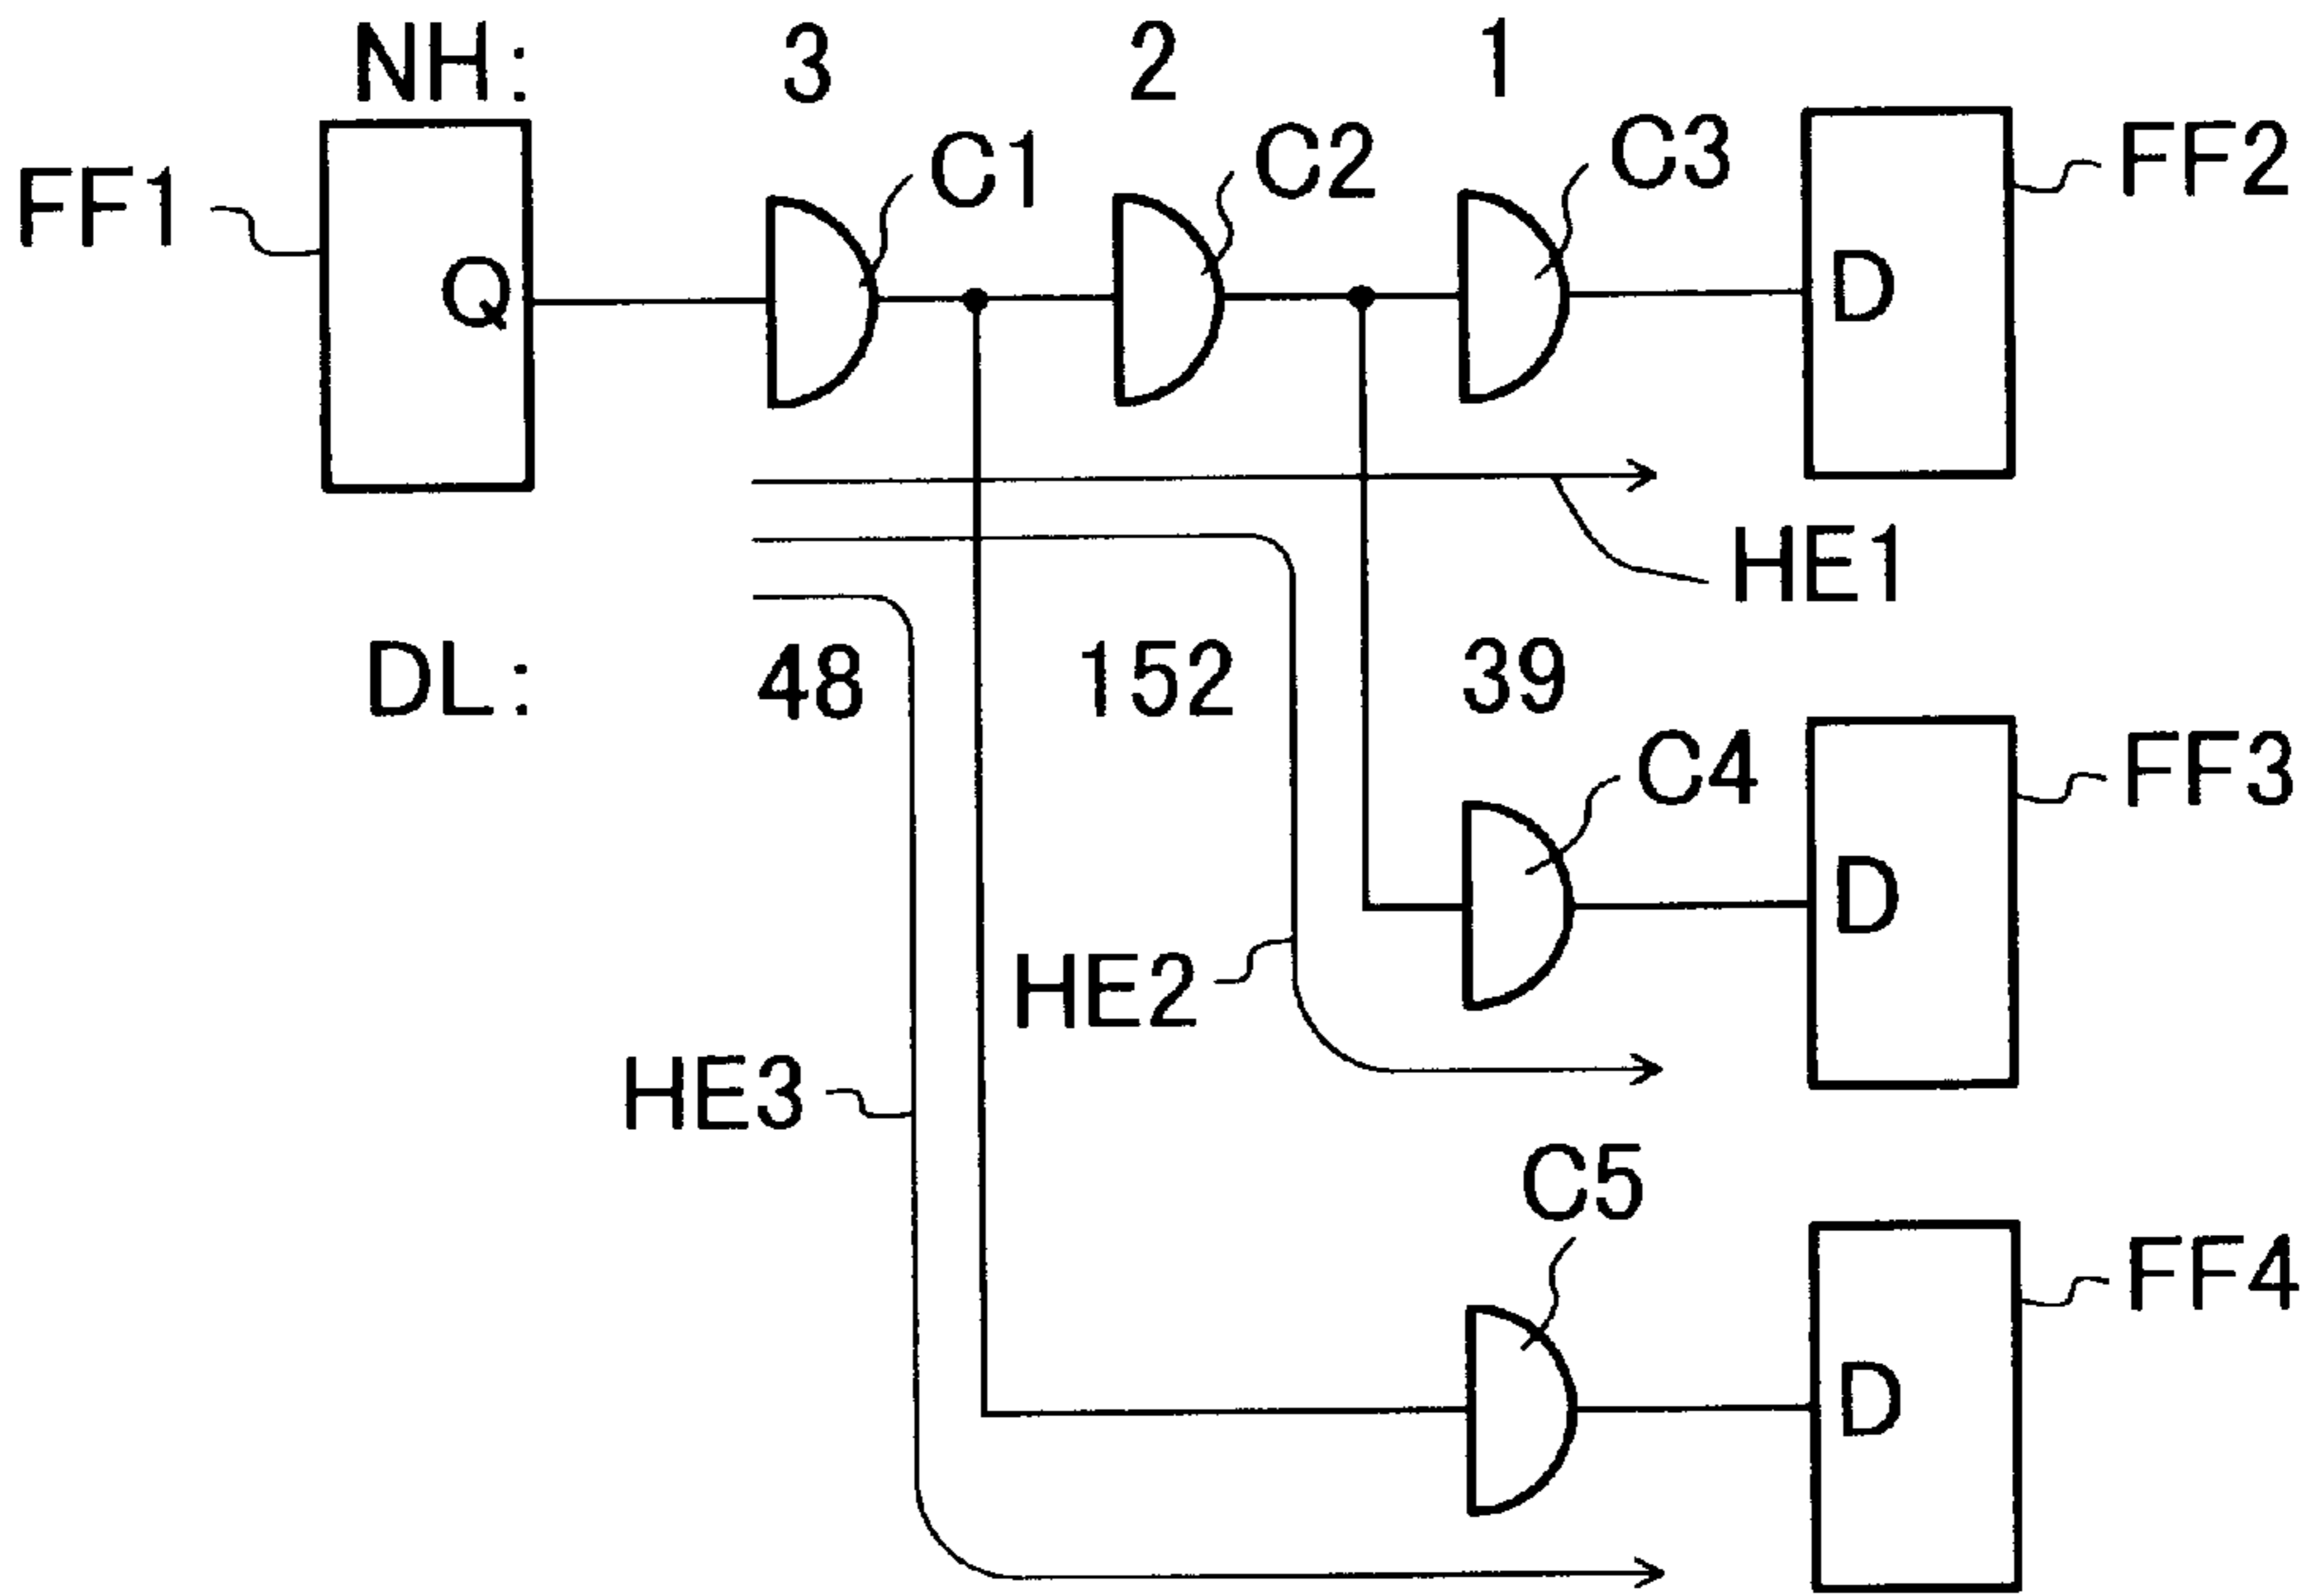 NH: 3 2 1
C1 C2 C3
FF1 FF2
Q D
HE1
DL: 48 152 39
C4 FF3
D
HE2
HE3
C5
FF4
D